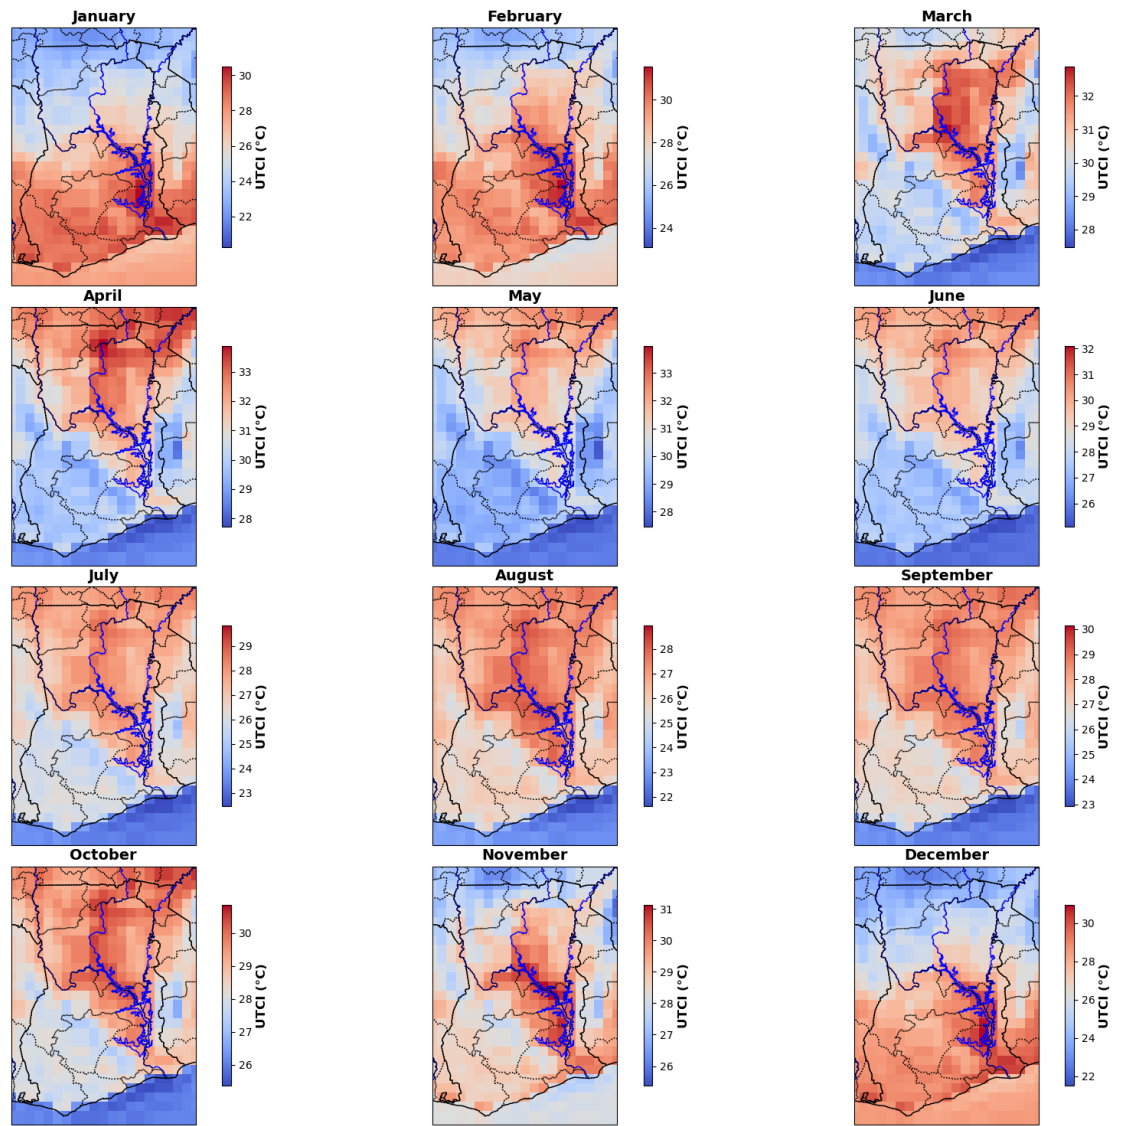 January
30
28
26
24
22
UTCI (°C)
February
30
28
26
24
UTCI (°C)
March
32
31
30
29
28
UTCI (°C)
April
33
32
31
30
29
28
UTCI (°C)
May
33
32
31
30
29
28
UTCI (°C)
June
32
31
30
29
28
27
26
UTCI (°C)
July
29
28
27
26
25
24
23
UTCI (°C)
August
28
27
26
25
24
23
22
UTCI (°C)
September
30
29
28
27
26
25
24
23
UTCI (°C)
October
30
29
28
27
26
UTCI (°C)
November
31
30
29
28
27
26
UTCI (°C)
December
30
28
26
24
22
UTCI (°C)